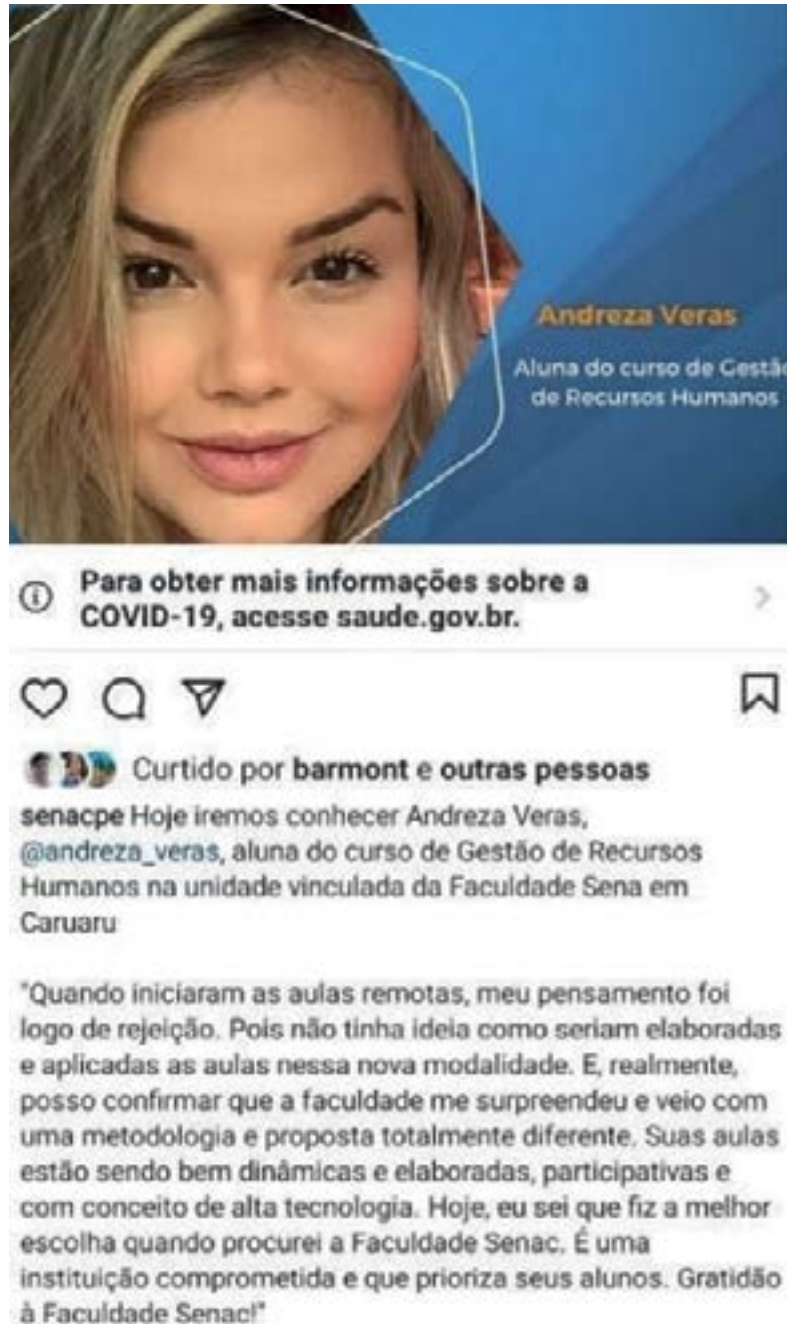 Andreza Veras
Aluna do curso de Gestão
de Recursos Humanos
Para obter mais informações sobre a
COVID-19, acesse saude.gov.br.
Curtido por barmont e outras pessoas
senacpe Hoje iremos conhecer Andreza Veras,
@andreza_veras, aluna do curso de Gestão de Recursos
Humanos na unidade vinculada da Faculdade Sena em
Caruaru
"Quando iniciaram as aulas remotas, meu pensamento foi
logo de rejeição. Pois não tinha ideia como seriam elaboradas
e aplicadas as aulas nessa nova modalidade. E, realmente,
posso confirmar que a faculdade me surpreendeu e veio com
uma metodologia e proposta totalmente diferente. Suas aulas
estão sendo bem dinâmicas e elaboradas, participativas e
com conceito de alta tecnologia. Hoje, eu sei que fiz a melhor
escolha quando procurei a Faculdade Senac. É uma
instituição comprometida e que prioriza seus alunos. Gratidão
à Faculdade Senac!"